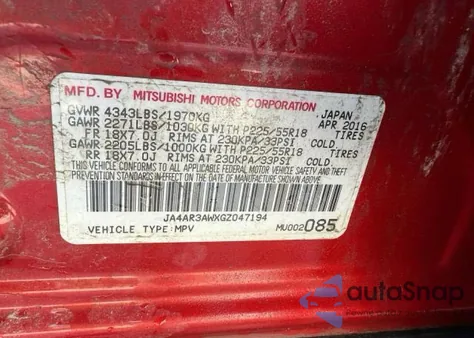 MFD. BY MITSUBISHI MOTORS CORPORATION
GVWR 4343LBS/1970KG JAPAN
GAWR 2271LBS/1030KG WITH P225/55R18 APR 2016
FR 18X7.0J RIMS AT 230KPA/33PSI TIRES COLD.
GAWR 2205LBS/1000KG WITH P225/55R18 TIRES
RR 18X7.0J RIMS AT 230KPA/33PSI COLD.
THIS VEHICLE CONFORMS TO ALL APPLICABLE FEDERAL MOTOR VEHICLE SAFETY
AND THEFT PREVENTION STANDARDS IN EFFECT ON THE
DATE OF MANUFACTURE SHOWN ABOVE.
JA4AR3AWXGZ047194
VEHICLE TYPE:MPV MU002085
autoSnap